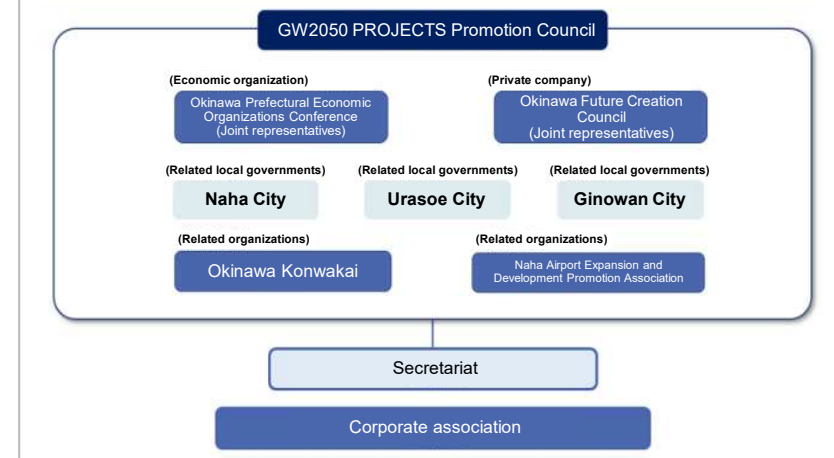 GW2050 PROJECTS Promotion Council
(Economic organization)
Okinawa Prefectural Economic
Organizations Conference
(Joint representatives)
(Private company)
Okinawa Future Creation
Council
(Joint representatives)
(Related local governments)
Naha City
(Related local governments)
Urasoe City
(Related local governments)
Ginowan City
(Related organizations)
Okinawa Konwakai
(Related organizations)
Naha Airport Expansion and
Development Promotion Association
Secretariat
Corporate association